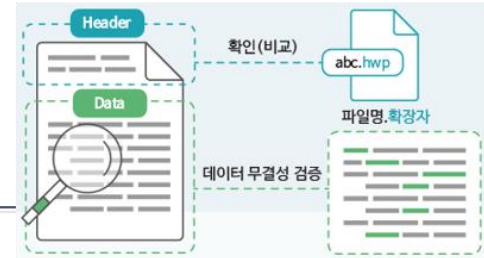 Header
확인(비교)
abc.hwp
파일명.확장자
Data
데이터 무결성 검증